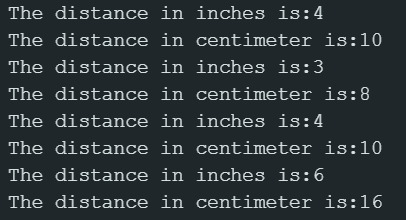 The distance in inches is:4
The distance in centimeter is:10
The distance in inches is:3
The distance in centimeter is:8
The distance in inches is:4
The distance in centimeter is:10
The distance in inches is:6
The distance in centimeter is:16